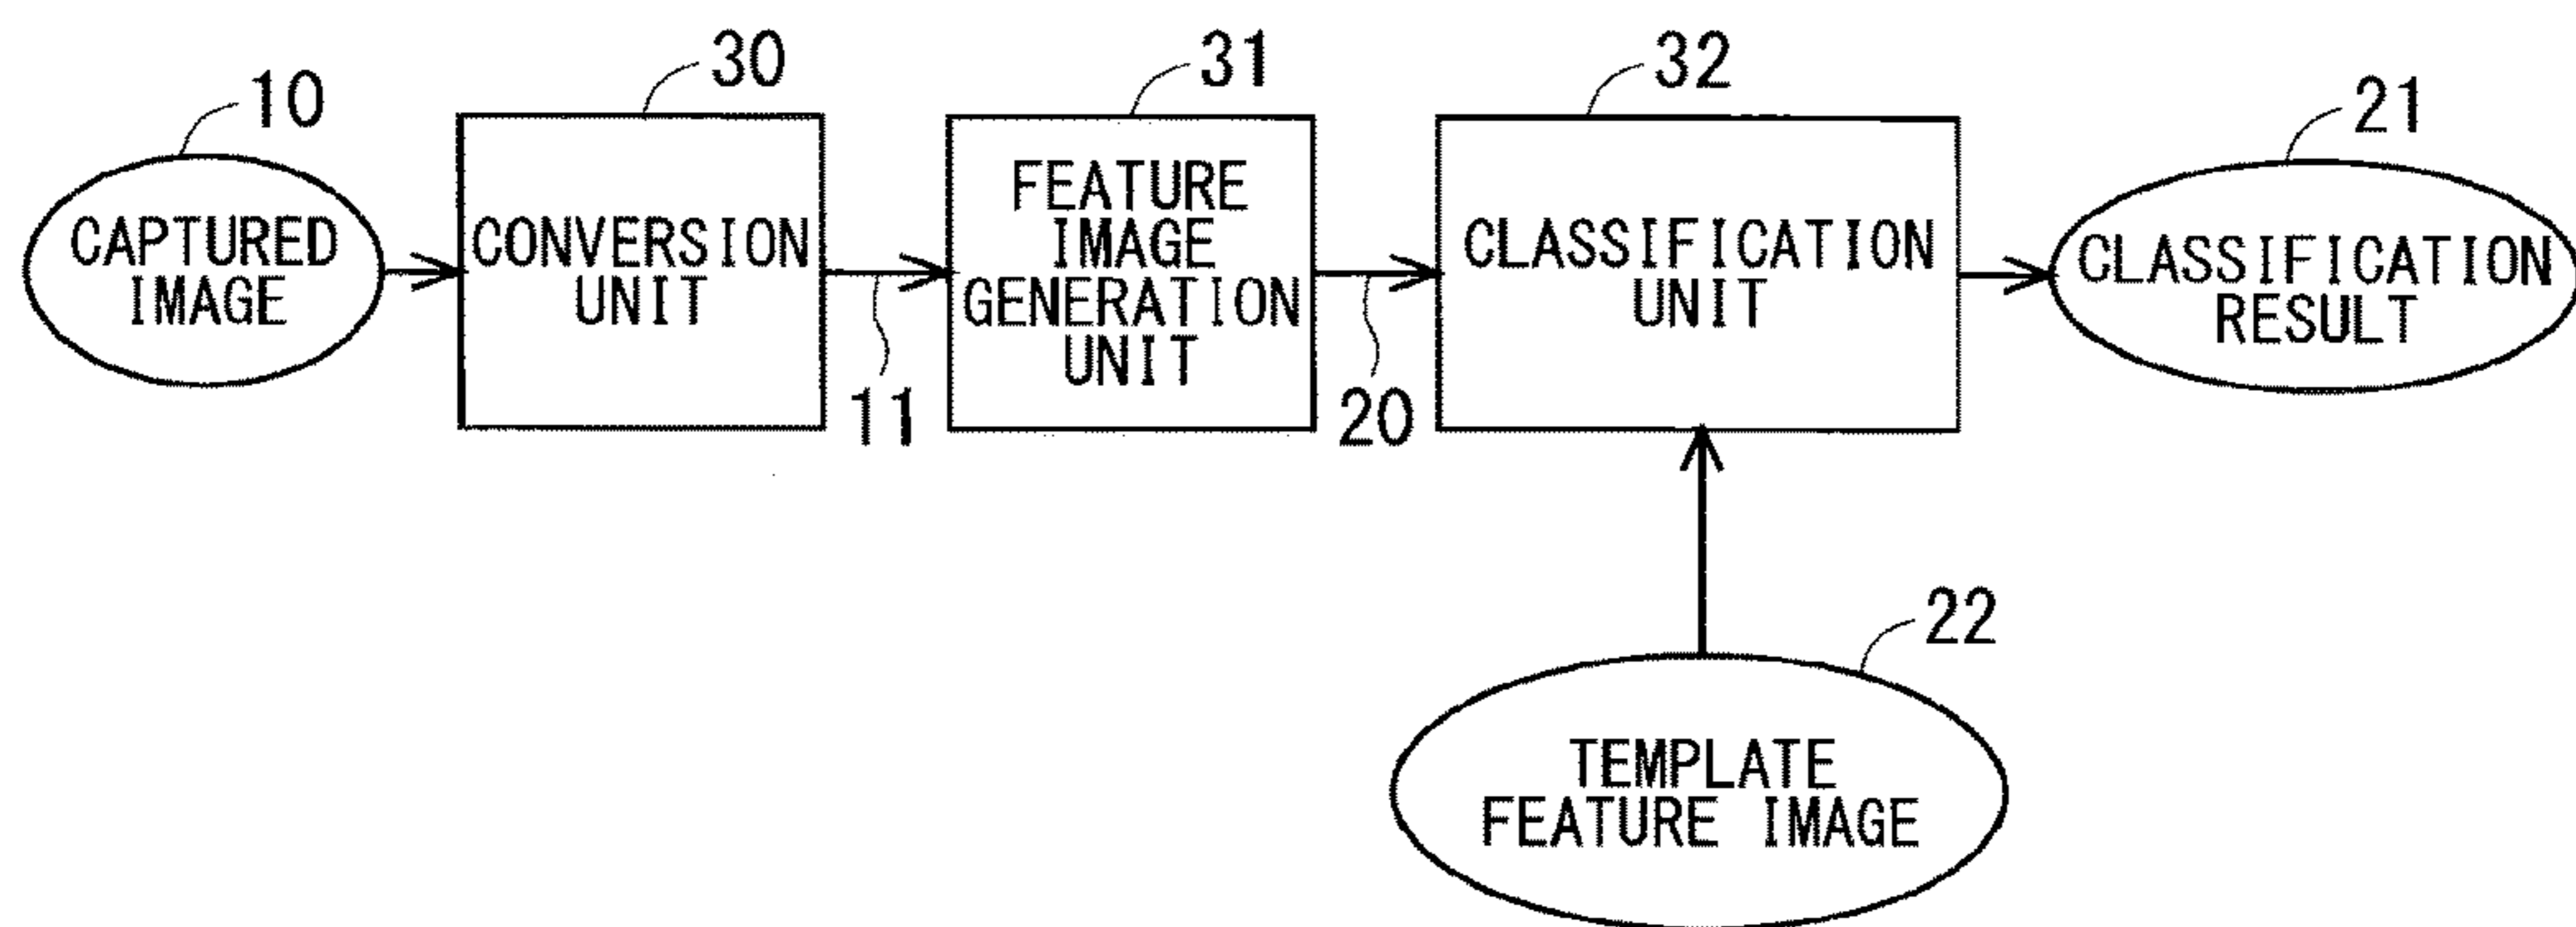 10
CAPTURED
IMAGE
30
CONVERSION
UNIT
11
31
FEATURE
IMAGE
GENERATION
UNIT
20
32
CLASSIFICATION
UNIT
21
CLASSIFICATION
RESULT
22
TEMPLATE
FEATURE IMAGE